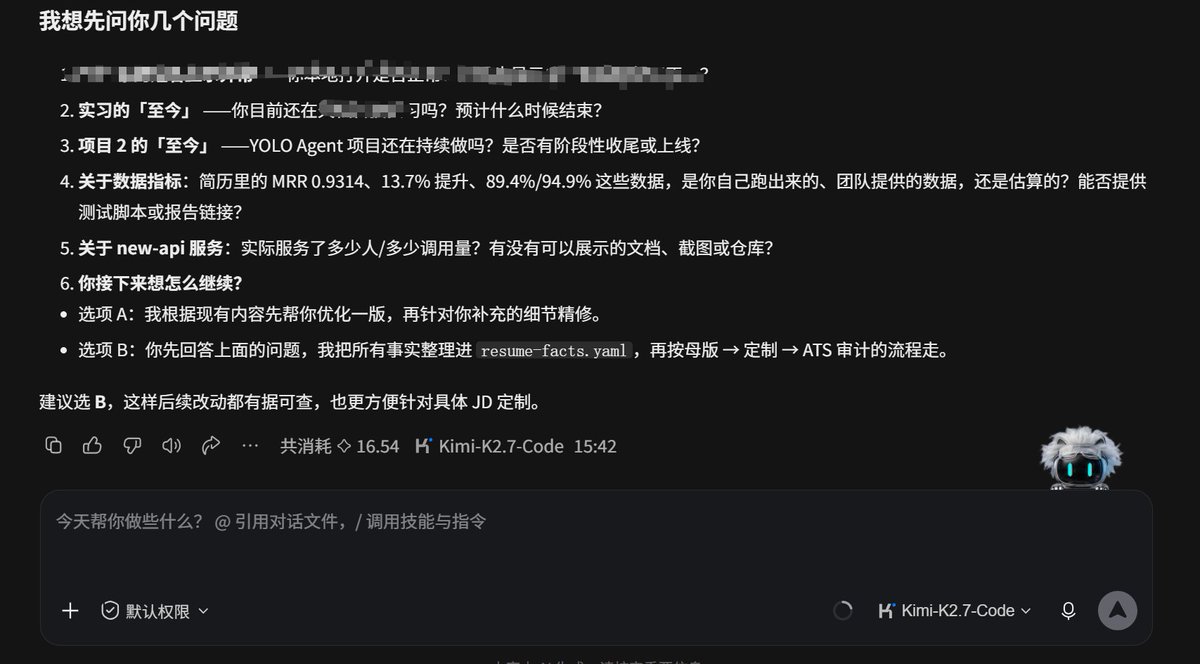 我想先问你几个问题
2. 实习的「至今」 ——你目前还在 习吗？预计什么时候结束？
3. 项目 2 的「至今」 ——YOLO Agent 项目还在持续做吗？是否有阶段性收尾或上线？
4. 关于数据指标：简历里的 MRR 0.9314、13.7% 提升、89.4%/94.9% 这些数据，是你自己跑出来的、团队提供的数据，还是估算的？能否提供
测试脚本或报告链接？
5. 关于 new-api 服务：实际服务了多少人/多少调用量？有没有可以展示的文档、截图或仓库？
6. 你接下来想怎么继续？
• 选项 A：我根据现有内容先帮你优化一版，再针对你补充的细节精修。
• 选项 B：你先回答上面的问题，我把所有事实整理进 resume-facts.yaml，再按母版 → 定制 → ATS 审计的流程走。
建议选 B，这样后续改动都有据可查，也更方便针对具体 JD 定制。
共消耗 16.54 Kimi-K2.7-Code 15:42
今天帮你做些什么？ @ 引用对话文件，/ 调用技能与指令
默认权限 Kimi-K2.7-Code